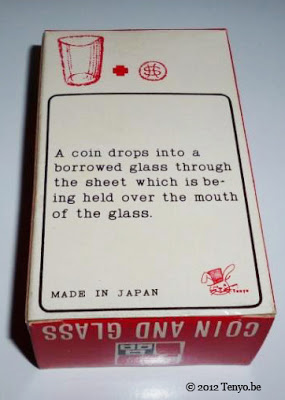 A coin drops into a
borrowed glass through
the sheet which is be-
ing held over the mouth
of the glass.
MADE IN JAPAN
Tenyo
COIN AND GLASS
© 2012 Tenyo.be